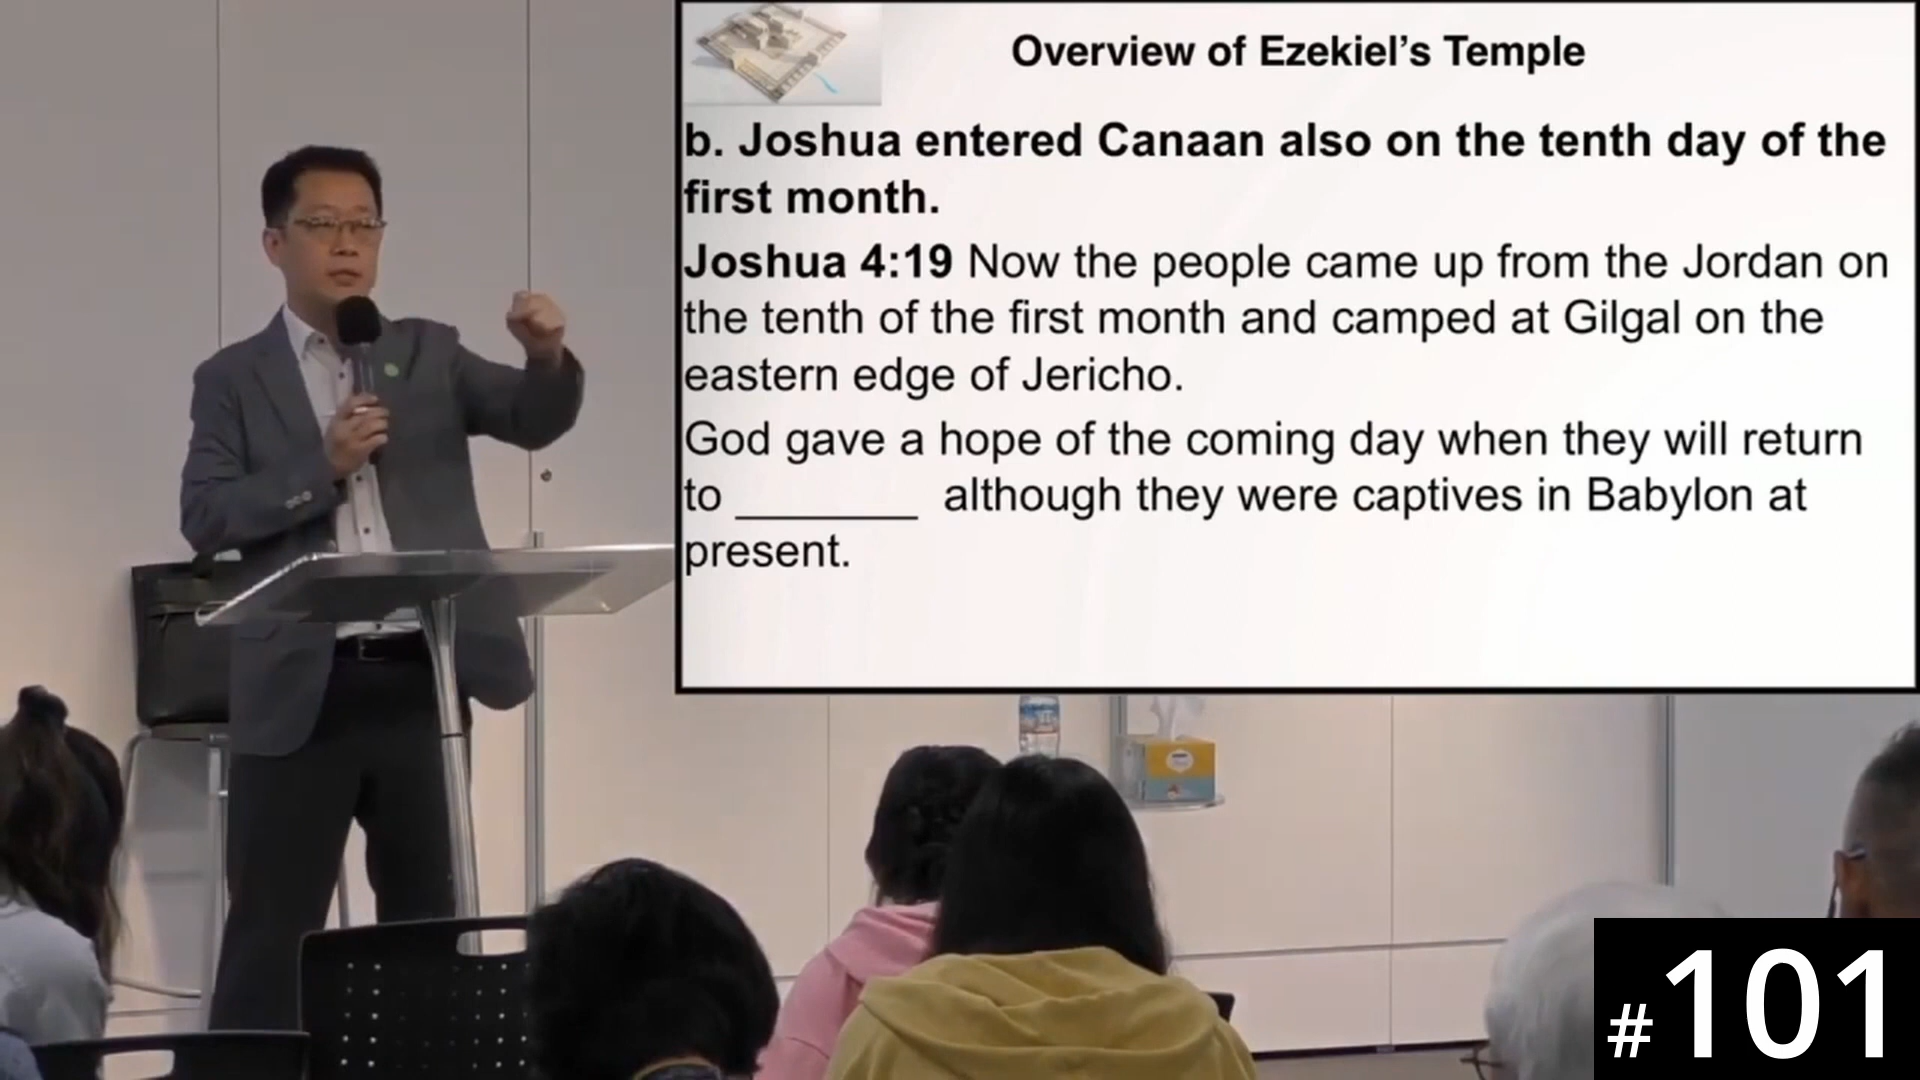 Overview of Ezekiel’s Temple
b. Joshua entered Canaan also on the tenth day of the
first month.
Joshua 4:19 Now the people came up from the Jordan on
the tenth of the first month and camped at Gilgal on the
eastern edge of Jericho.
God gave a hope of the coming day when they will return
to ________ although they were captives in Babylon at
present.
#101